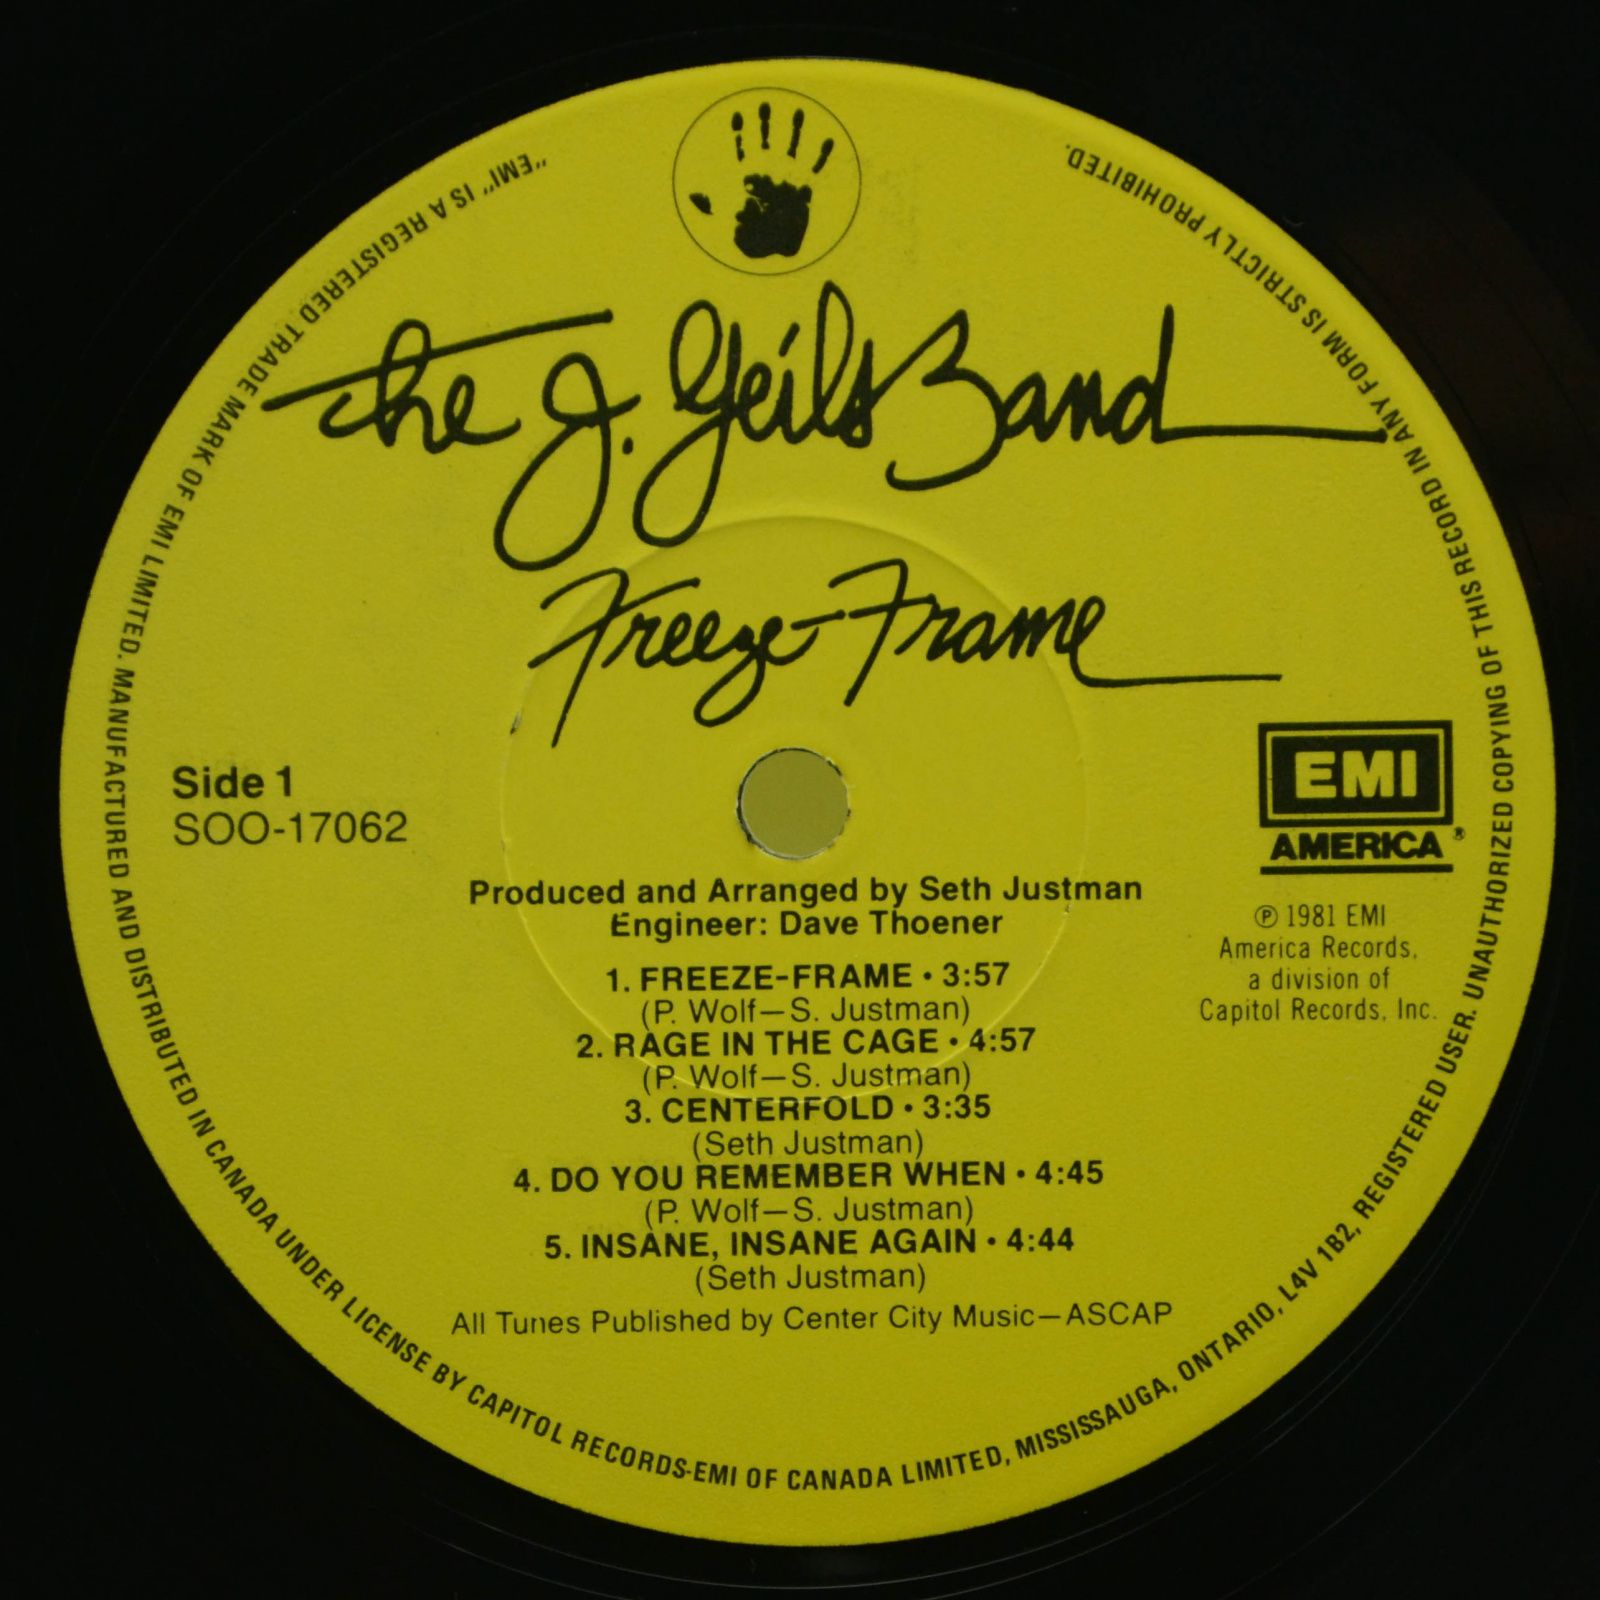 The J. Geils Band
Freeze-Frame
Side 1
SOO-17062
EMI
AMERICA®
℗ 1981 EMI
America Records,
a division of
Capitol Records, Inc.
Produced and Arranged by Seth Justman
Engineer: Dave Thoener
1. FREEZE-FRAME • 3:57
(P. Wolf—S. Justman)
2. RAGE IN THE CAGE • 4:57
(P. Wolf—S. Justman)
3. CENTERFOLD • 3:35
(Seth Justman)
4. DO YOU REMEMBER WHEN • 4:45
(P. Wolf—S. Justman)
5. INSANE, INSANE AGAIN • 4:44
(Seth Justman)
All Tunes Published by Center City Music—ASCAP
"EMI" IS A REGISTERED TRADE MARK OF EMI LIMITED. MANUFACTURED AND DISTRIBUTED IN CANADA UNDER LICENSE BY CAPITOL RECORDS-EMI OF CANADA LIMITED, MISSISSAUGA, ONTARIO, L4V 1B2, REGISTERED USER. UNAUTHORIZED COPYING OF THIS RECORD IN ANY FORM IS STRICTLY PROHIBITED.